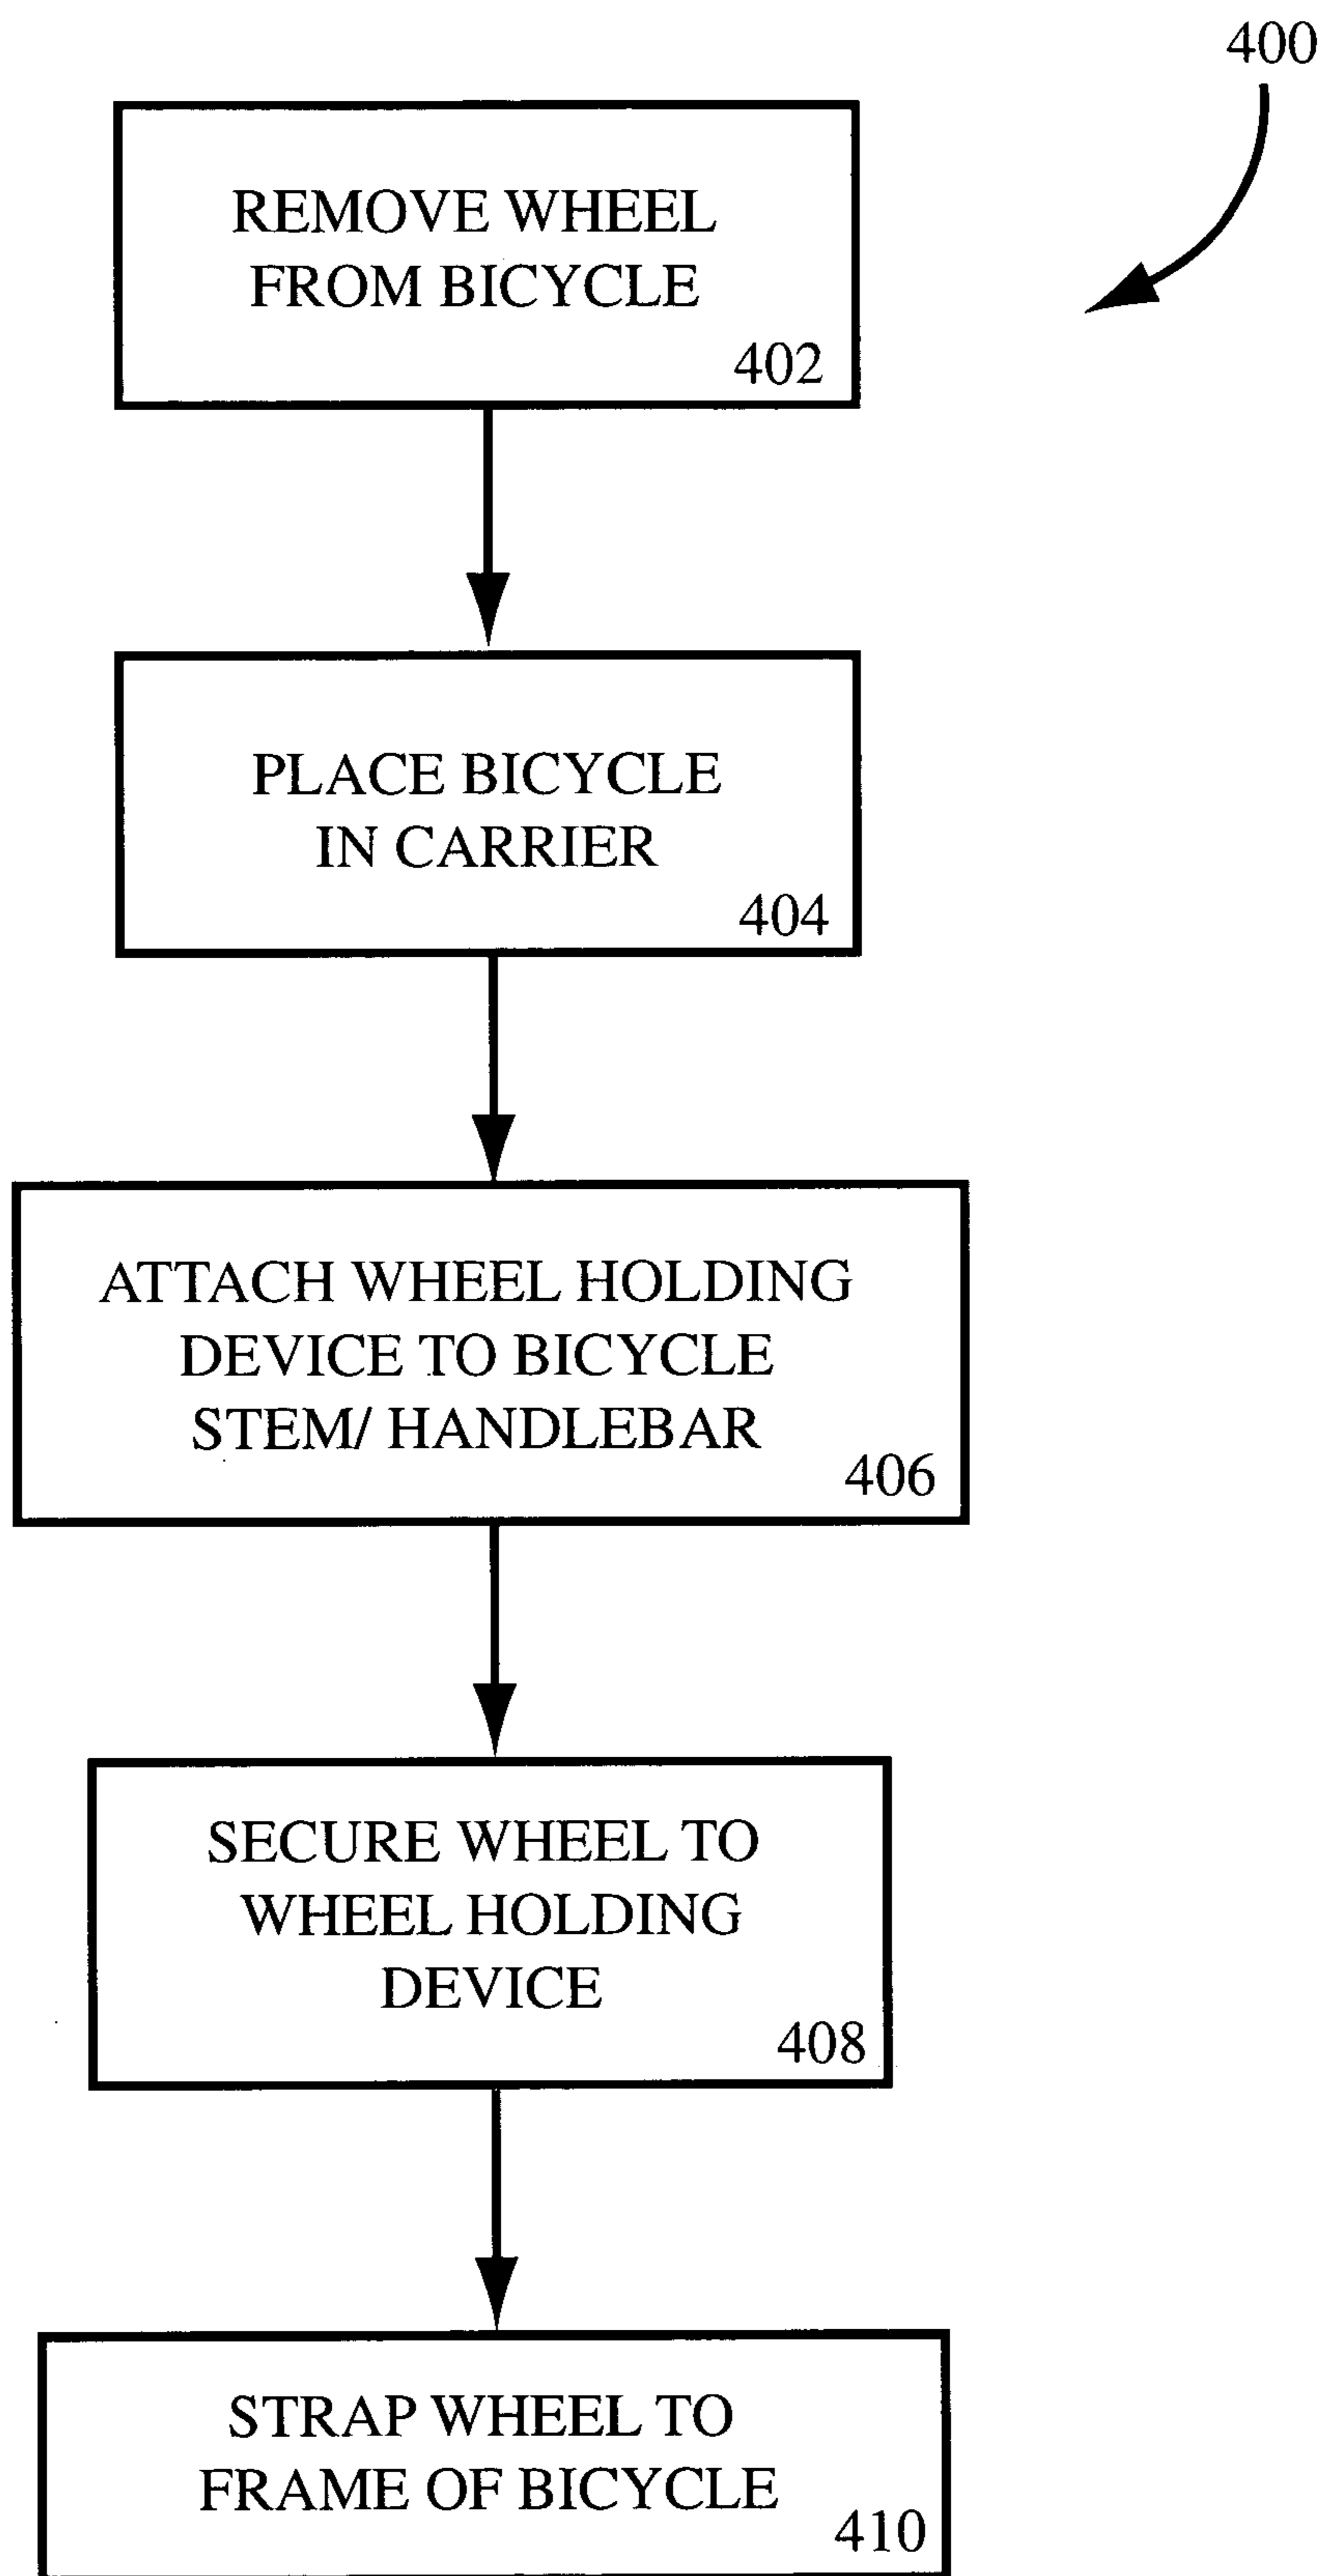 400
REMOVE WHEEL
FROM BICYCLE
402
PLACE BICYCLE
IN CARRIER
404
ATTACH WHEEL HOLDING
DEVICE TO BICYCLE
STEM/ HANDLEBAR
406
SECURE WHEEL TO
WHEEL HOLDING
DEVICE
408
STRAP WHEEL TO
FRAME OF BICYCLE
410